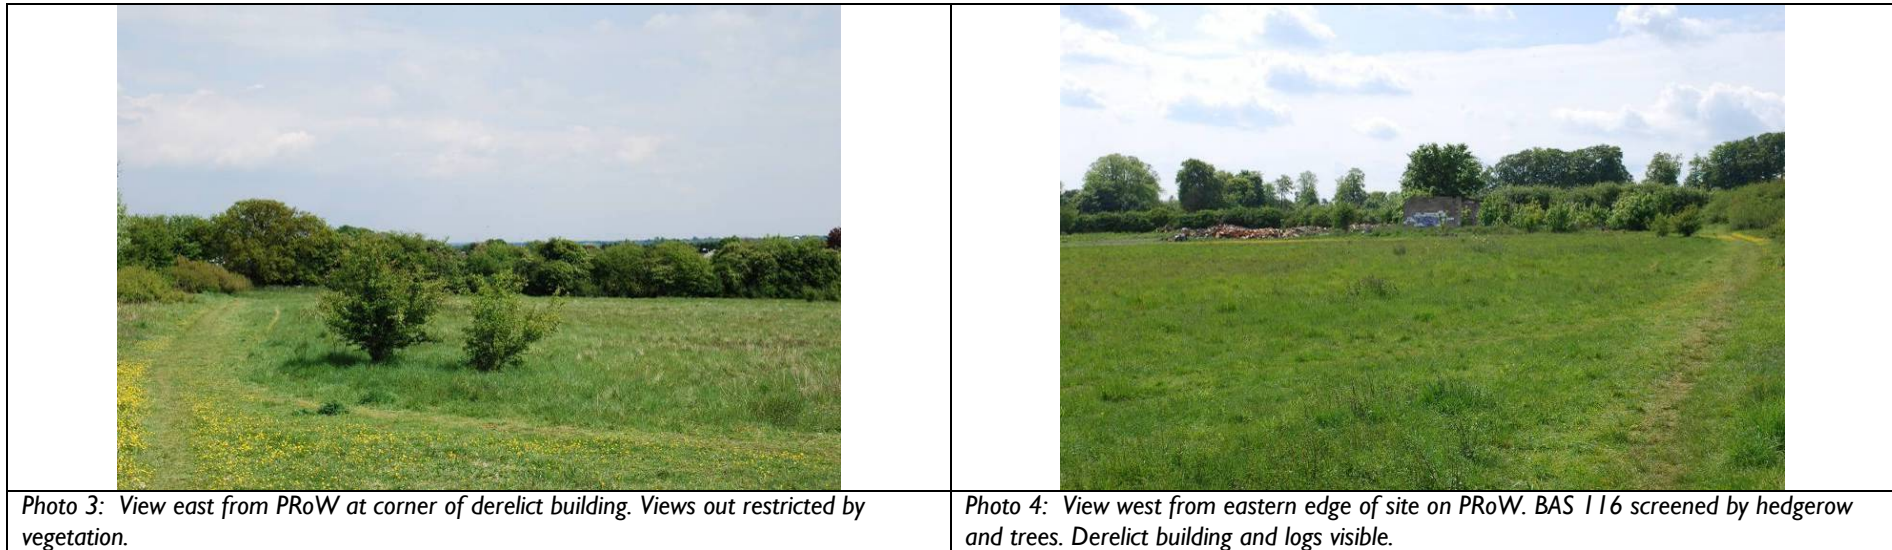 Photo 3: View east from PRoW at corner of derelict building. Views out restricted by
vegetation.
Photo 4: View west from eastern edge of site on PRoW. BAS 116 screened by hedgerow
and trees. Derelict building and logs visible.